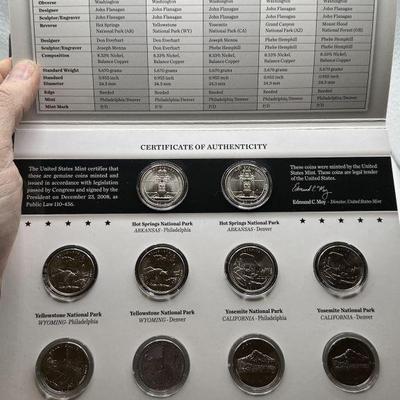 Obverse Washington Washington Washington Washington Washington
Designer John Flanagan John Flanagan John Flanagan John Flanagan John Flanagan
Sculptor/Engraver John Flanagan John Flanagan John Flanagan John Flanagan John Flanagan
Reverse Hot Springs Yellowstone Yosemite Grand Canyon Mount Hood
National Park (AR) National Park (WY) National Park (CA) National Park (AZ) National Forest (OR)
Designer Don Everhart Don Everhart Joseph Menna Phebe Hemphill Phebe Hemphill
Sculptor/Engraver Joseph Menna Don Everhart Phebe Hemphill Phebe Hemphill Phebe Hemphill
Composition 8.33% Nickel, 8.33% Nickel, 8.33% Nickel, 8.33% Nickel, 8.33% Nickel,
Balance Copper Balance Copper Balance Copper Balance Copper Balance Copper
Standard Weight 5.670 grams 5.670 grams 5.670 grams 5.670 grams 5.670 grams
Standard 0.955 inch 0.955 inch 0.955 inch 0.955 inch 0.955 inch
Diameter 24.3 mm 24.3 mm 24.3 mm 24.3 mm 24.3 mm
Edge Reeded Reeded Reeded Reeded Reeded
Mint Philadelphia/Denver Philadelphia/Denver Philadelphia/Denver Philadelphia/Denver Philadelphia/Denver
Mint Mark P/D P/D P/D P/D P/D
CERTIFICATE OF AUTHENTICITY
The United States Mint certifies that
these are genuine coins minted and
issued in accordance with legislation
passed by Congress and signed by the
President on December 23, 2008, as
Public Law 110-456.
These coins were minted by the United
States Mint. These coins are legal tender
of the United States.
Edmund C. Moy
Edmund C. Moy - Director, United States Mint
Hot Springs National Park
ARKANSAS - Philadelphia
Hot Springs National Park
ARKANSAS - Denver
Yellowstone National Park
WYOMING - Philadelphia
Yellowstone National Park
WYOMING - Denver
Yosemite National Park
CALIFORNIA - Philadelphia
Yosemite National Park
CALIFORNIA - Denver